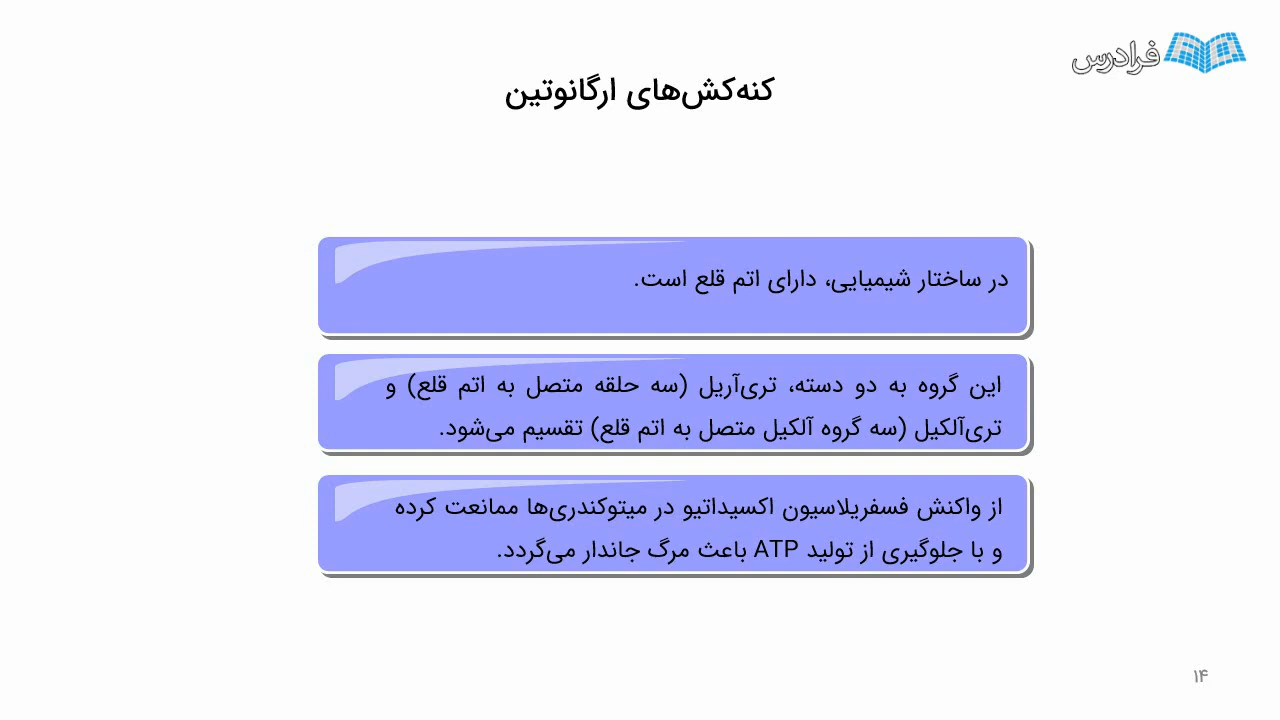 فرادرس
کنه‌کش‌های ارگانوتین
در ساختار شیمیایی، دارای اتم قلع است.
این گروه به دو دسته، تری‌آریل (سه حلقه متصل به اتم قلع) و
تری‌آلکیل (سه گروه آلکیل متصل به اتم قلع) تقسیم می‌شود.
از واکنش فسفریلاسیون اکسیداتیو در میتوکندری‌ها ممانعت کرده
و با جلوگیری از تولید ATP باعث مرگ جاندار می‌گردد.
۱۴